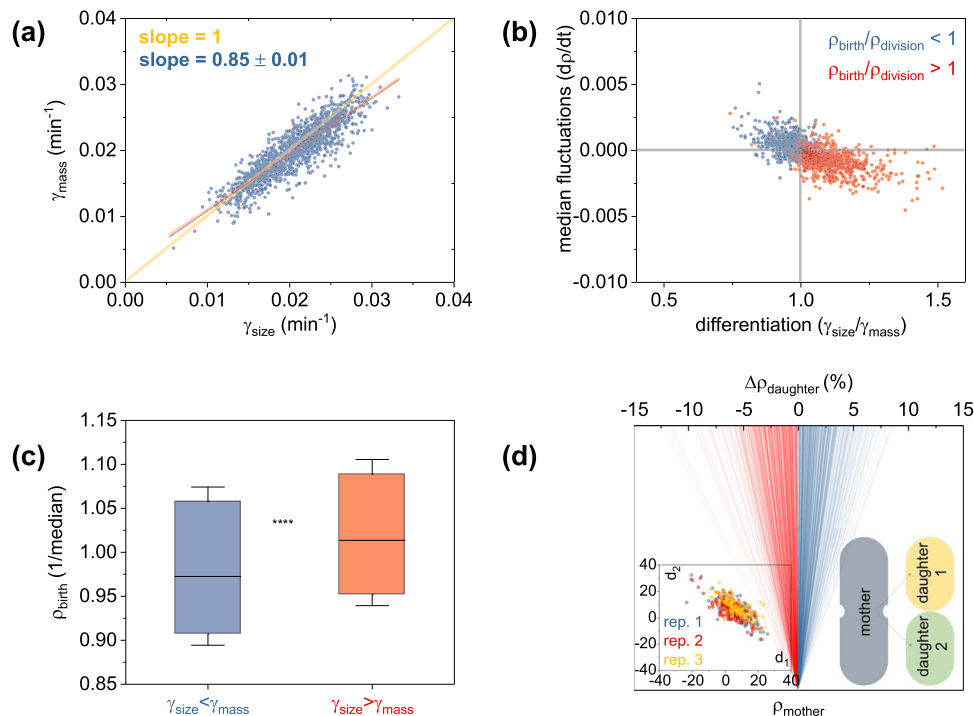 (a)
slope = 1
slope = 0.85 ± 0.01
0.04
0.03
0.02
0.01
0.00
γmass (min-1)
0.00 0.01 0.02 0.03 0.04
γsize (min-1)
(b)
ρbirth/ρdivision < 1
ρbirth/ρdivision > 1
0.010
0.005
0.000
-0.005
-0.010
median fluctuations (dρ/dt)
0.5 1.0 1.5
differentiation (γsize/γmass)
(c)
1.15
1.10
1.05
1.00
0.95
0.90
0.85
ρbirth (1/median)
****
γsize<γmass γsize>γmass
(d)
Δρdaughter (%)
-15 -10 -5 0 5 10 15
40
20
0
-20
-40
d2
rep. 1
rep. 2
rep. 3
d1
-40 -20 0 20 40
mother
daughter
1
daughter
2
ρmother